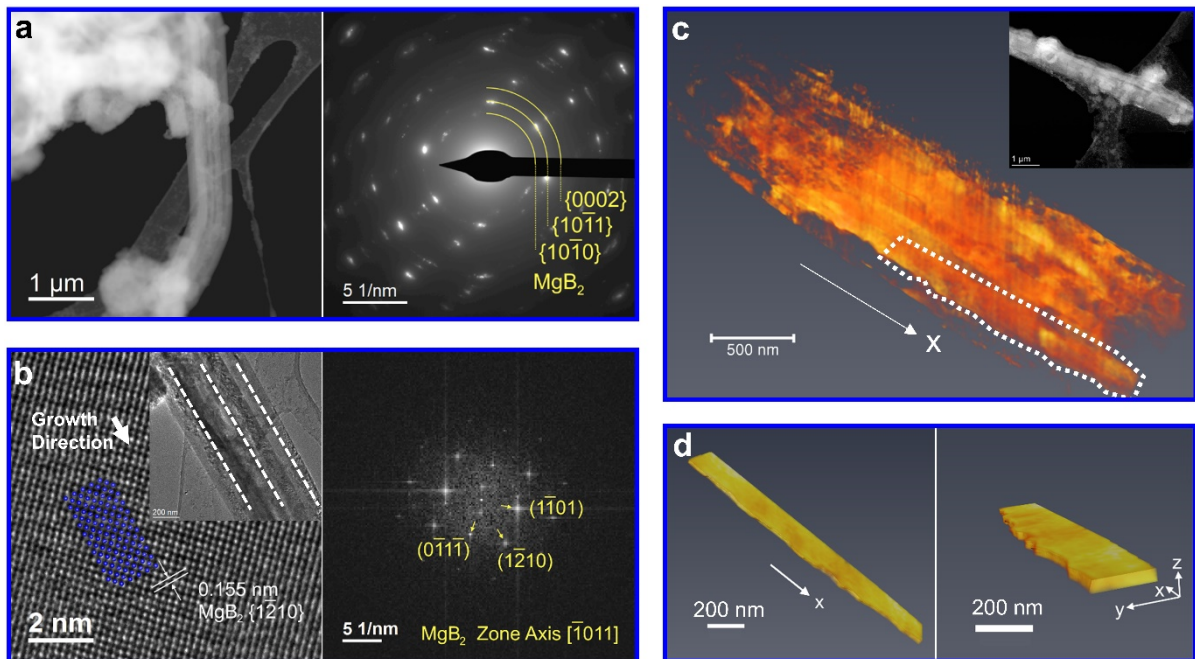 a
1 µm
{0002}
{101̄1}
{101̄0}
MgB₂
5 1/nm
b
Growth
Direction
200 nm
0.155 nm
MgB₂ {12̄10}
2 nm
(11̄01)
(01̄11̄)
(12̄10)
5 1/nm
MgB₂ Zone Axis [1̄011]
c
1 µm
X
500 nm
d
x
200 nm
z
x
y
200 nm